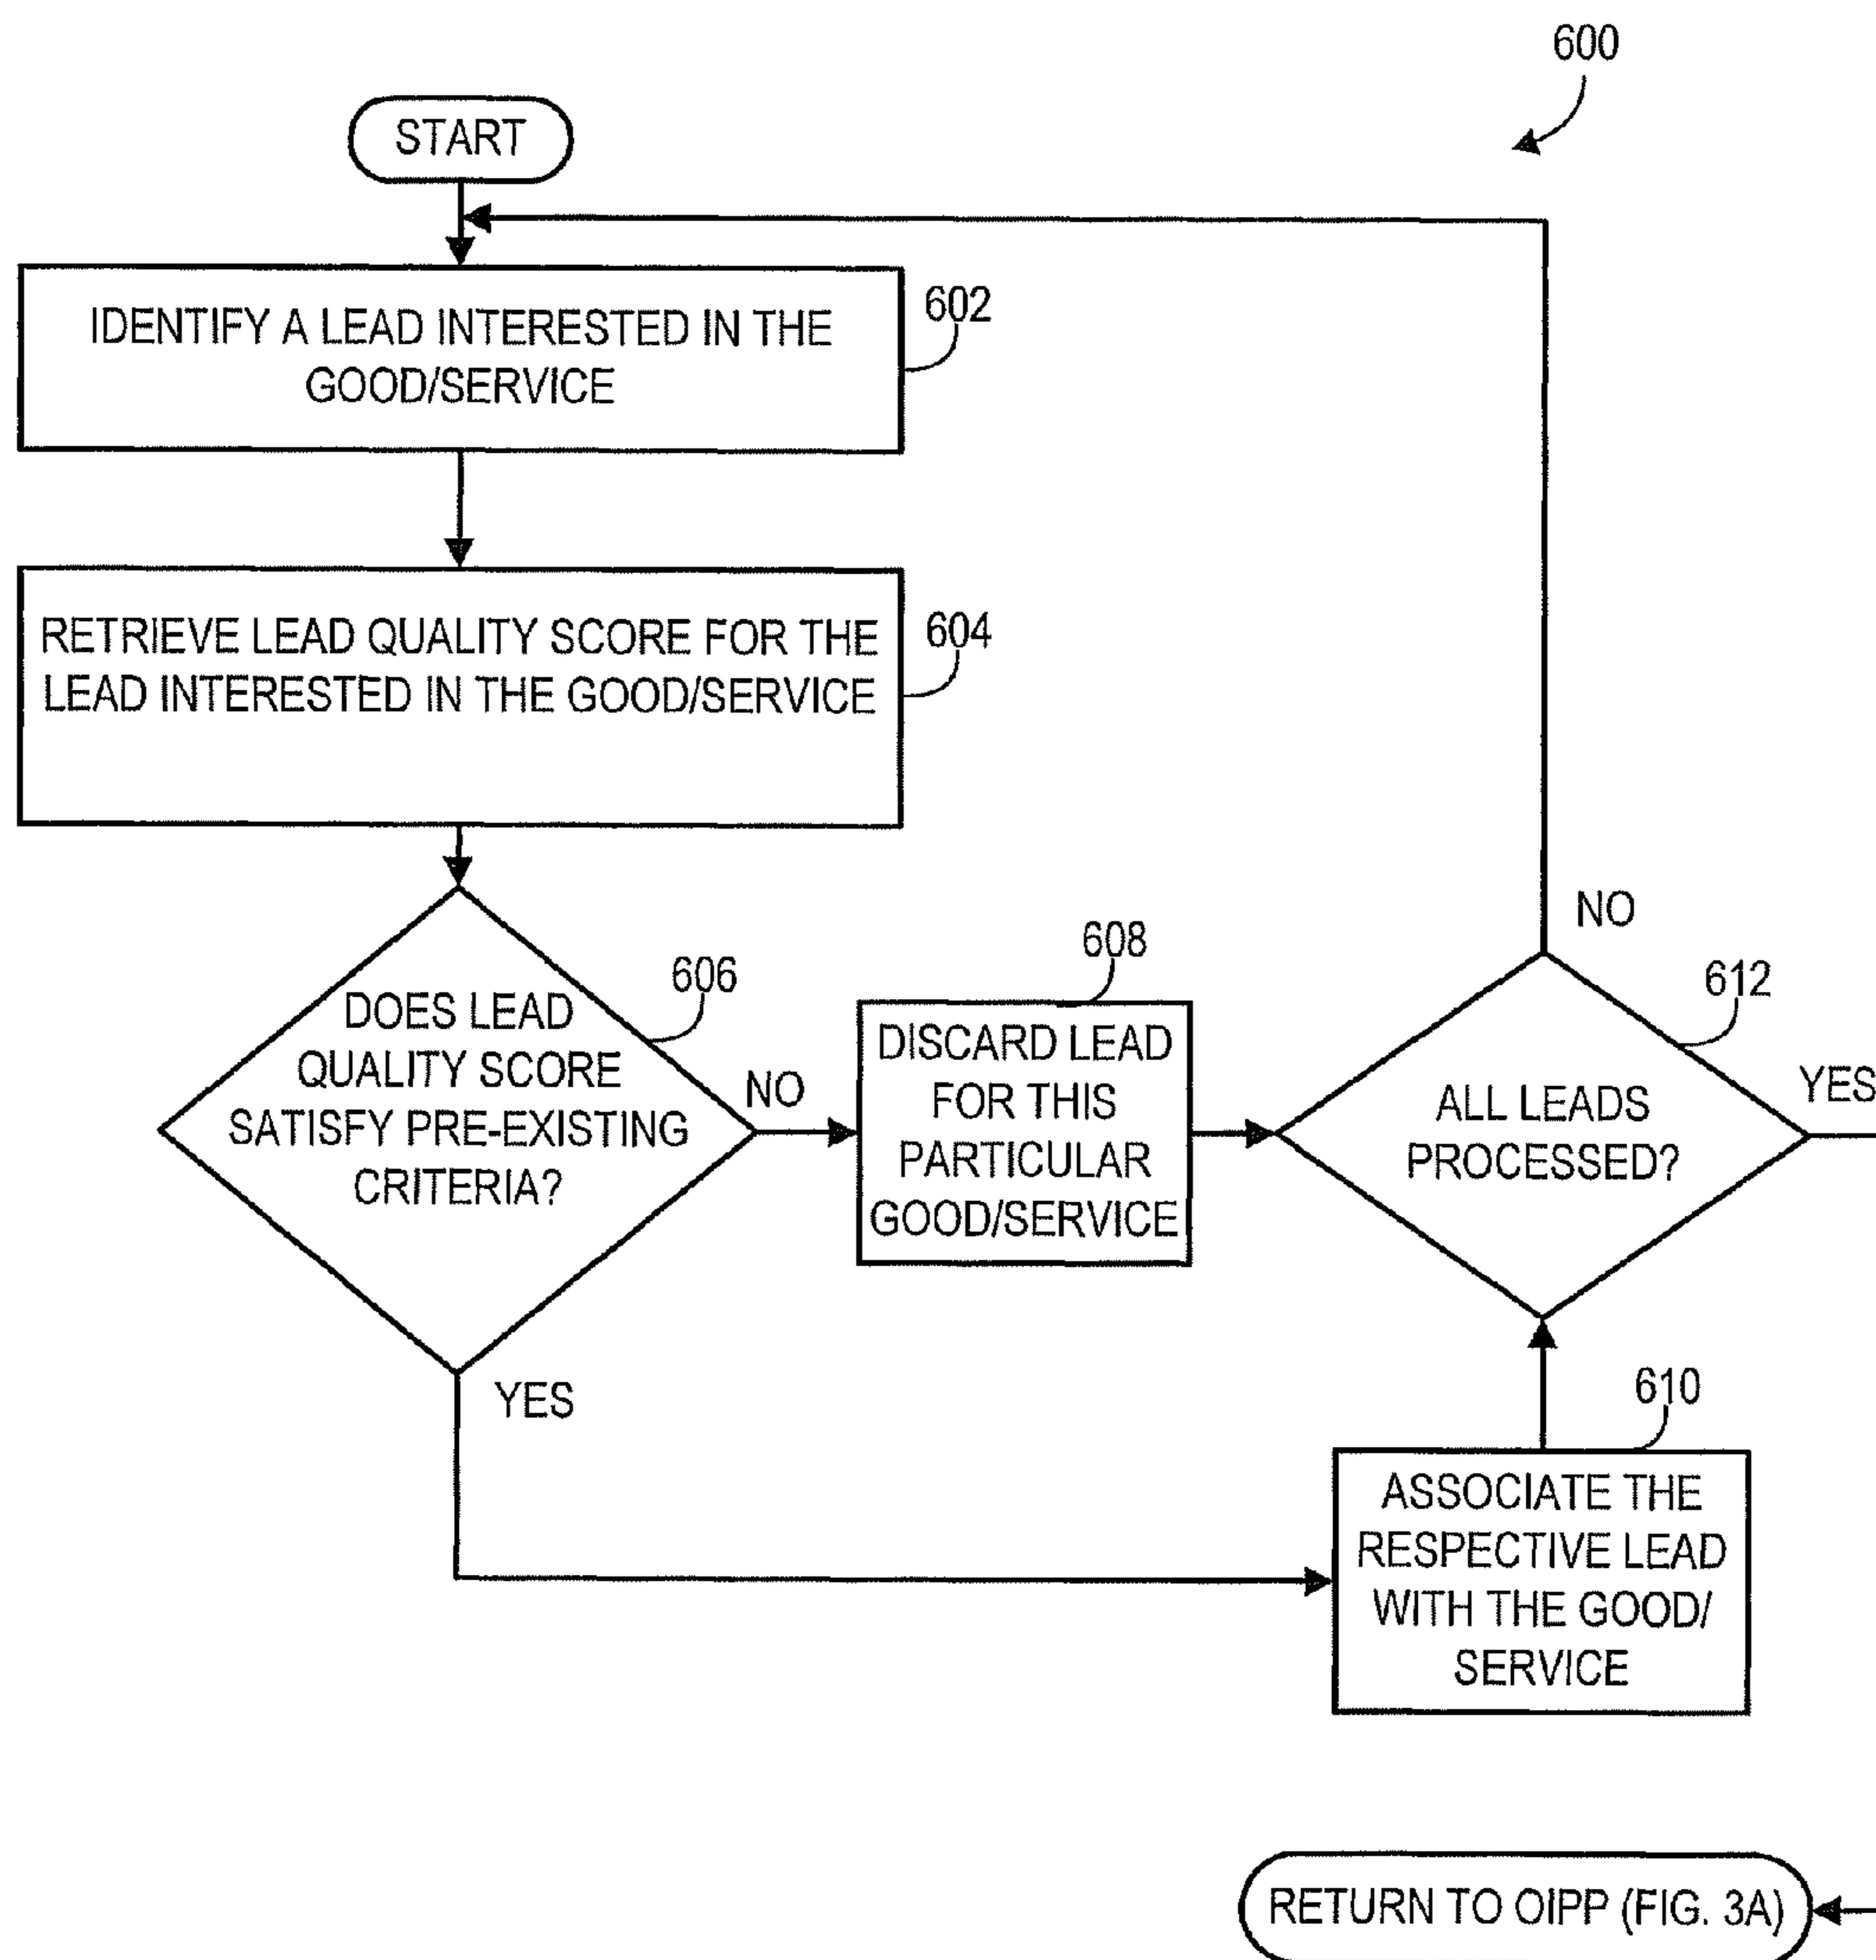 600
START
IDENTIFY A LEAD INTERESTED IN THE
GOOD/SERVICE
602
RETRIEVE LEAD QUALITY SCORE FOR THE
LEAD INTERESTED IN THE GOOD/SERVICE
604
DOES LEAD
QUALITY SCORE
SATISFY PRE-EXISTING
CRITERIA?
606
NO
YES
608
DISCARD LEAD
FOR THIS
PARTICULAR
GOOD/SERVICE
NO
612
ALL LEADS
PROCESSED?
YES
610
ASSOCIATE THE
RESPECTIVE LEAD
WITH THE GOOD/
SERVICE
RETURN TO OIPP (FIG. 3A)